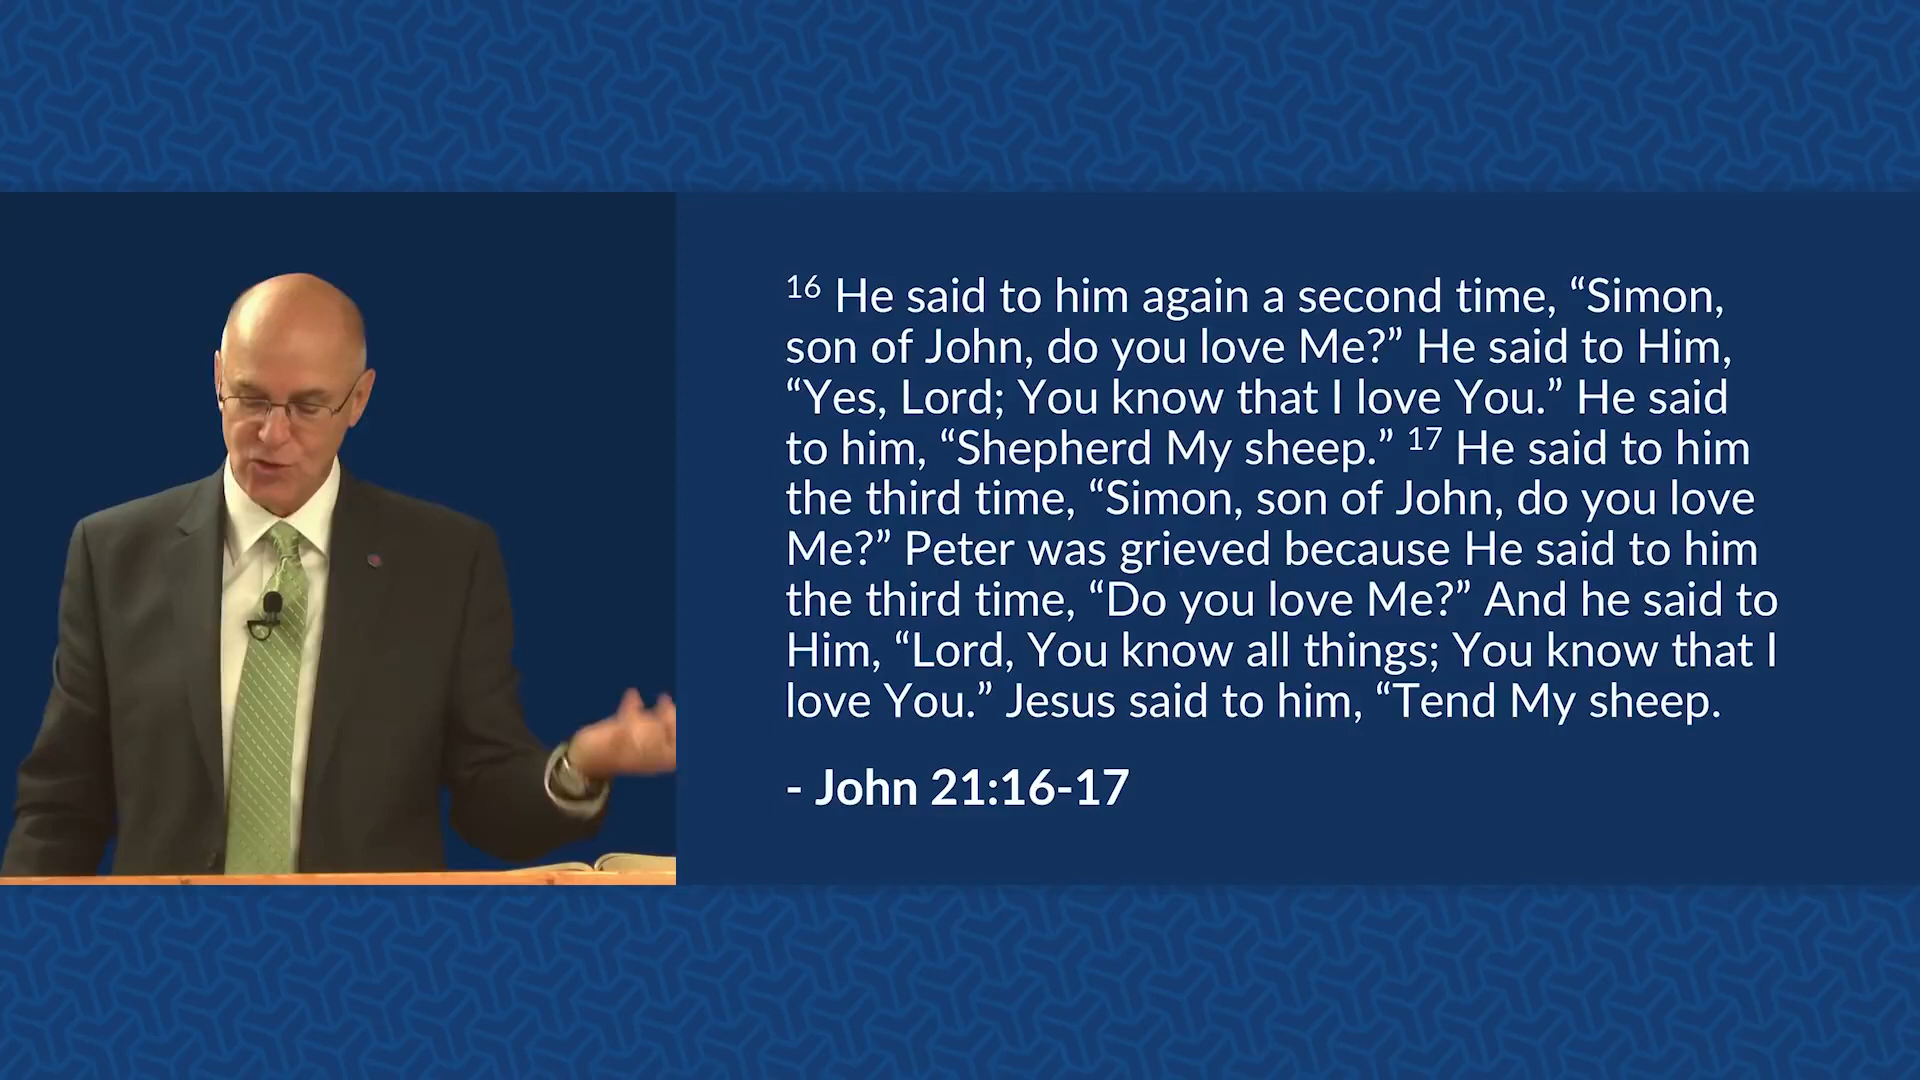 16 He said to him again a second time, “Simon,
son of John, do you love Me?” He said to Him,
“Yes, Lord; You know that I love You.” He said
to him, “Shepherd My sheep.” 17 He said to him
the third time, “Simon, son of John, do you love
Me?” Peter was grieved because He said to him
the third time, “Do you love Me?” And he said to
Him, “Lord, You know all things; You know that I
love You.” Jesus said to him, “Tend My sheep.
- John 21:16-17